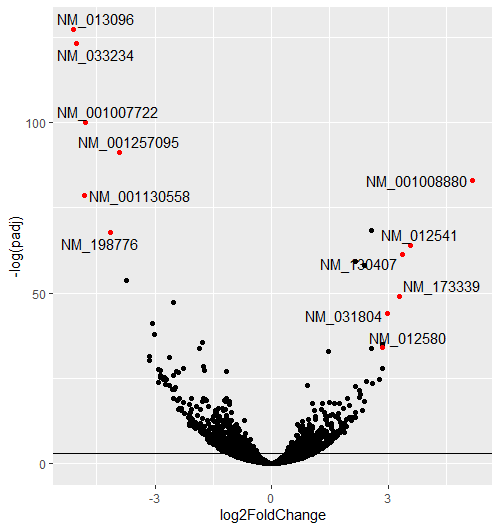 NM_013096
NM_033234
NM_001007722
100
NM_001257095
NM_001008880
NM_001130558
NM_198776
NM_012541
NM_130407
NM_173339
50
NM_031804
NM_012580
0
-log(padj)
-3
0
3
log2FoldChange